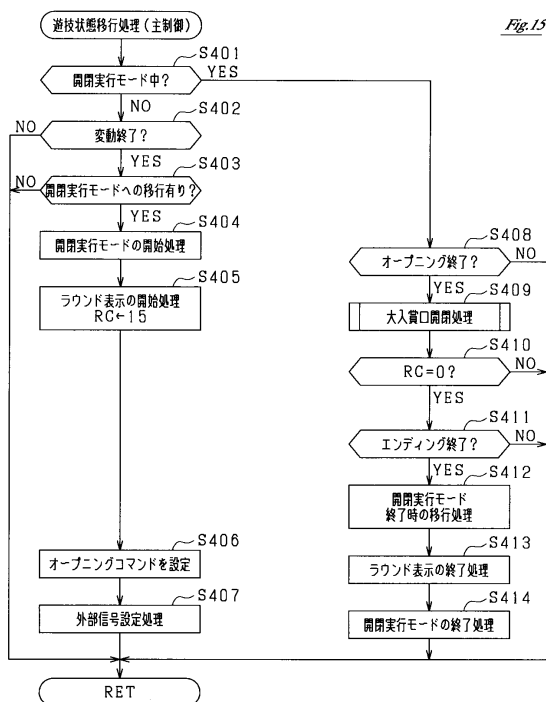 Fig.15
遊技状態移行処理(主制御)
S401
開閉実行モード中?
YES
NO
S402
変動終了?
NO
YES
S403
開閉実行モードへの移行有り?
NO
YES
S404
開閉実行モードの開始処理
S405
ラウンド表示の開始処理
RC←15
S406
オープニングコマンドを設定
S407
外部信号設定処理
S408
オープニング終了?
NO
YES
S409
大入賞口開閉処理
S410
RC=0?
NO
YES
S411
エンディング終了?
NO
YES
S412
開閉実行モード
終了時の移行処理
S413
ラウンド表示の終了処理
S414
開閉実行モードの終了処理
RET